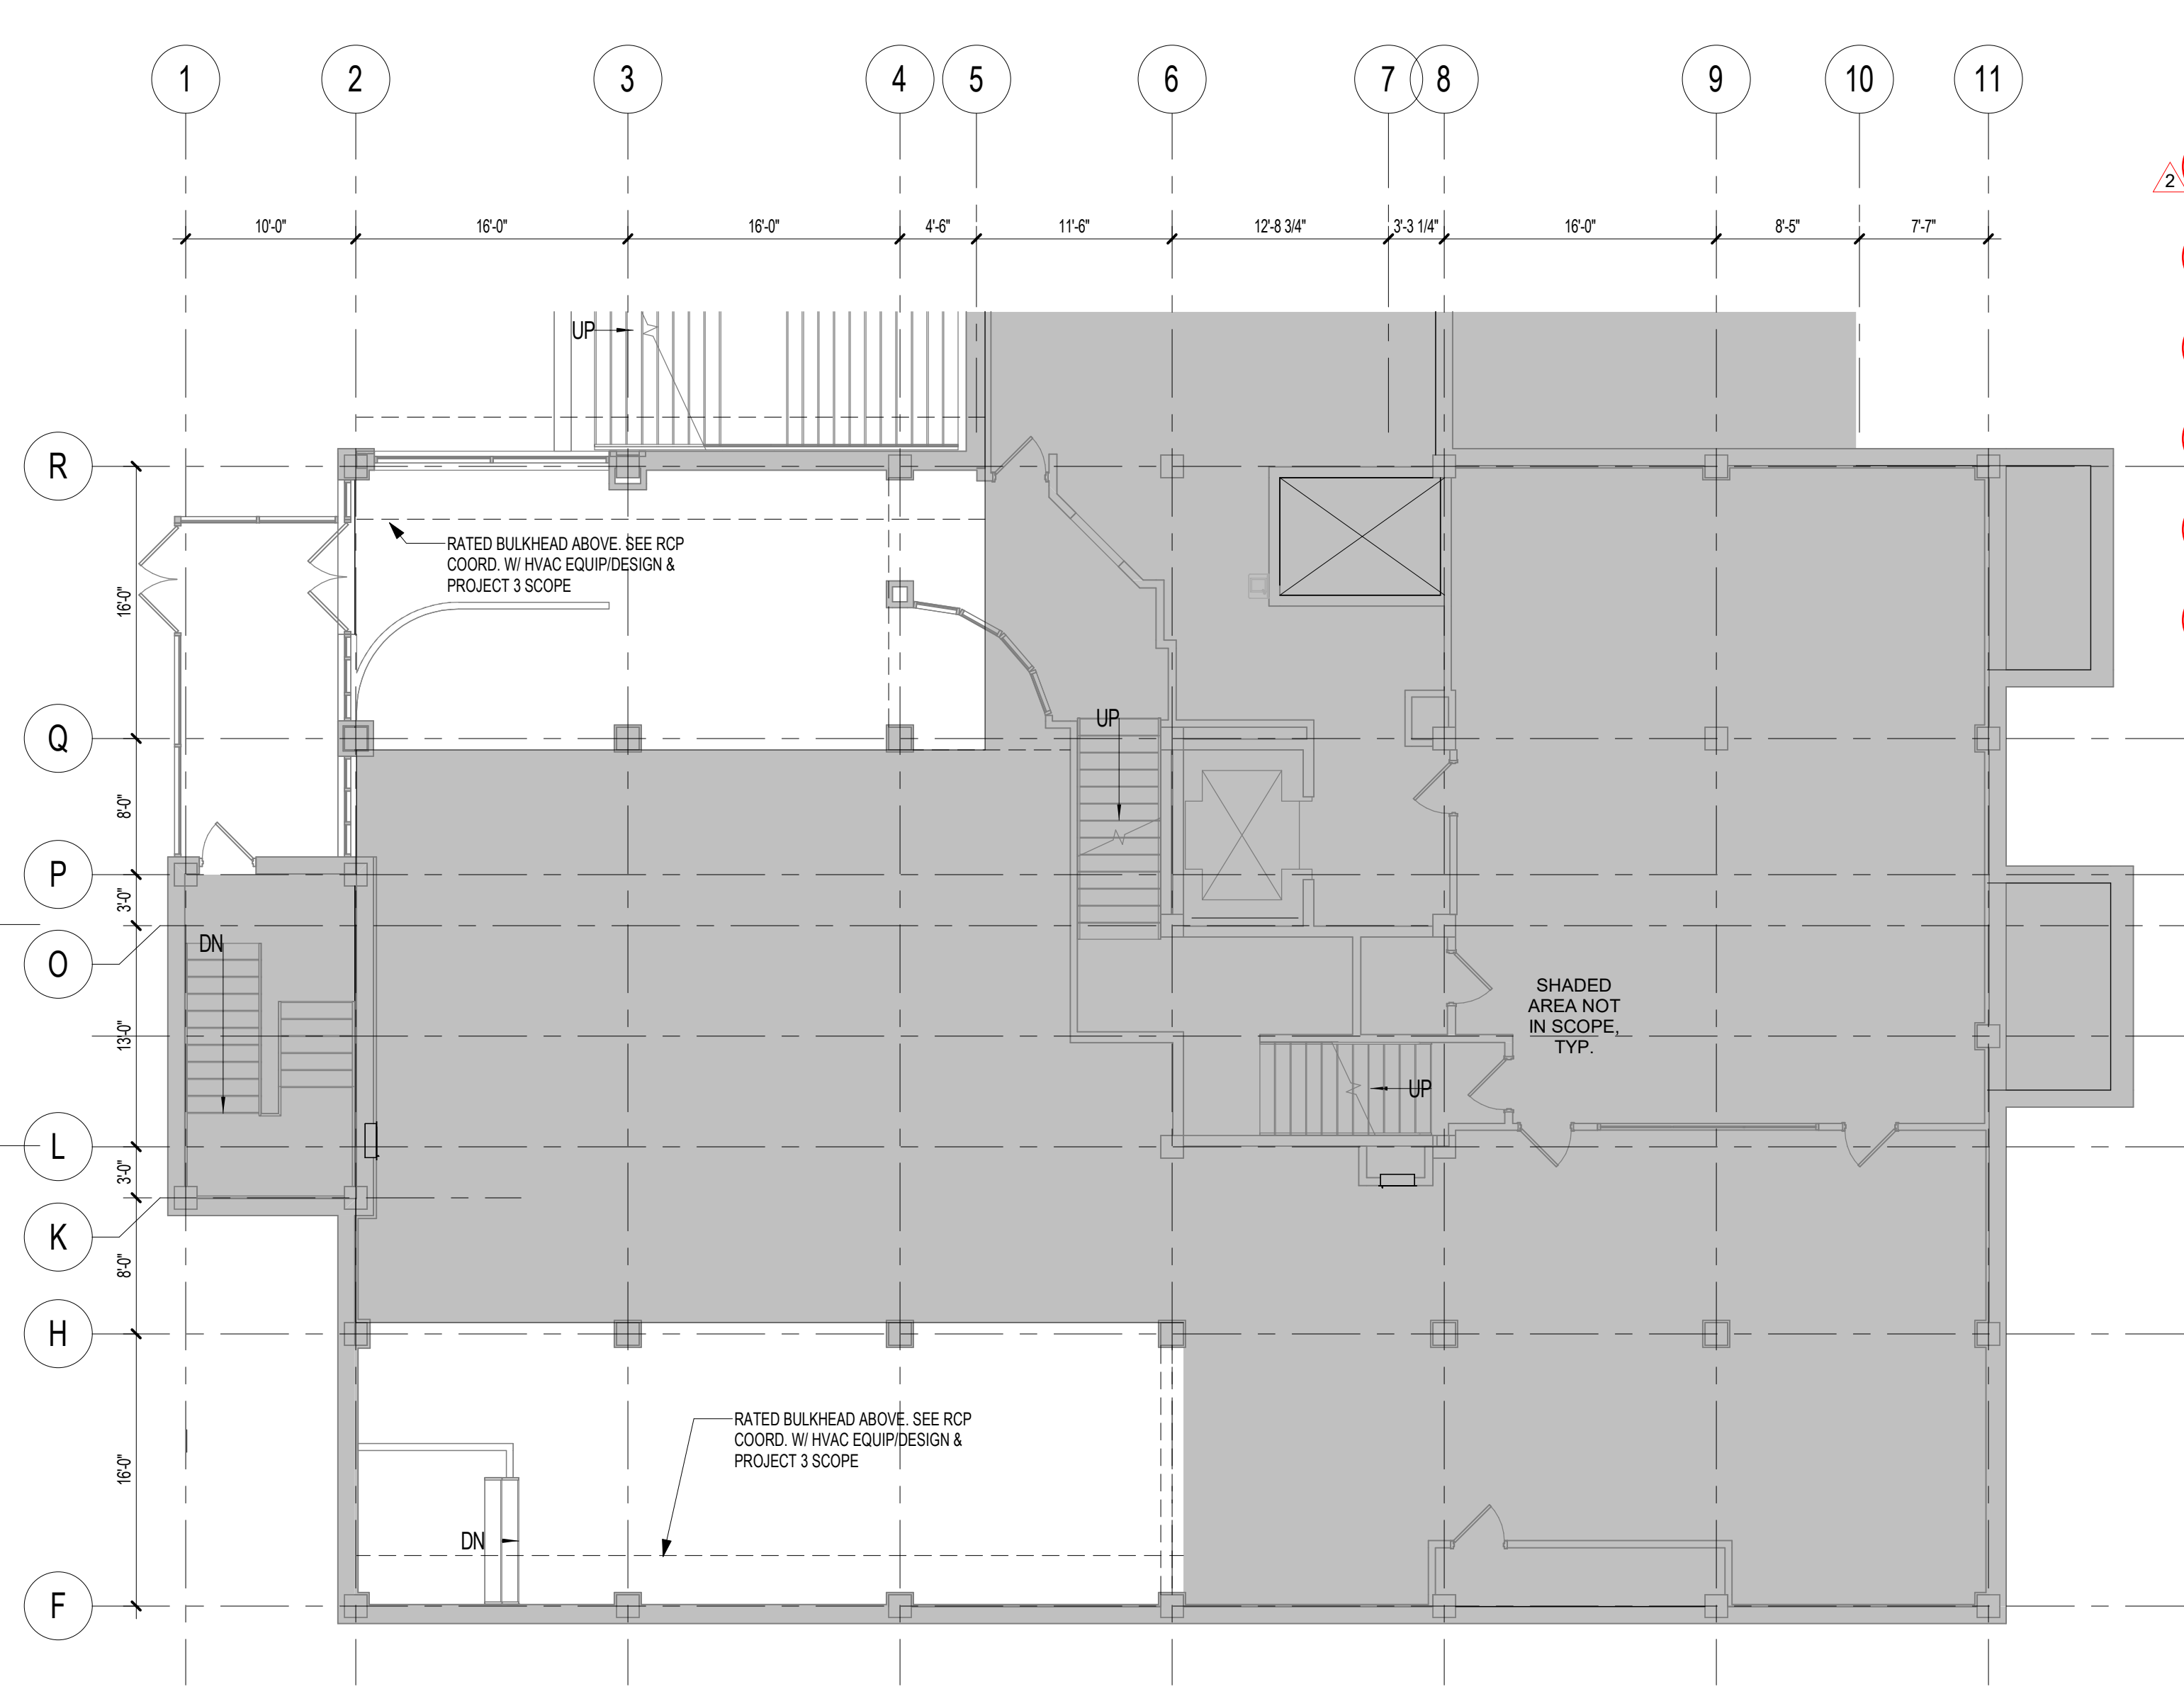 1
2
3
4
5
6
7
8
9
10
11
2
10'-0"
16'-0"
16'-0"
4'-6"
11'-6"
12'-8 3/4"
3'-3 1/4"
16'-0"
8'-5"
7'-7"
UP
R
RATED BULKHEAD ABOVE. SEE RCP
COORD. W/ HVAC EQUIP/DESIGN &
PROJECT 3 SCOPE
16'-0"
UP
Q
8'-0"
P
3'-0"
DN
O
SHADED
AREA NOT
IN SCOPE,
TYP.
13'-0"
UP
L
3'-0"
K
8'-0"
H
RATED BULKHEAD ABOVE. SEE RCP
COORD. W/ HVAC EQUIP/DESIGN &
PROJECT 3 SCOPE
16'-0"
DN
F